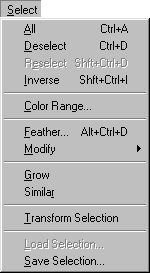 Select
All Ctrl+A
Deselect Ctrl+D
Reselect Shft+Ctrl+D
Inverse Shft+Ctrl+I
Color Range...
Feather... Alt+Ctrl+D
Modify
Grow
Similar
Transform Selection
Load Selection...
Save Selection...